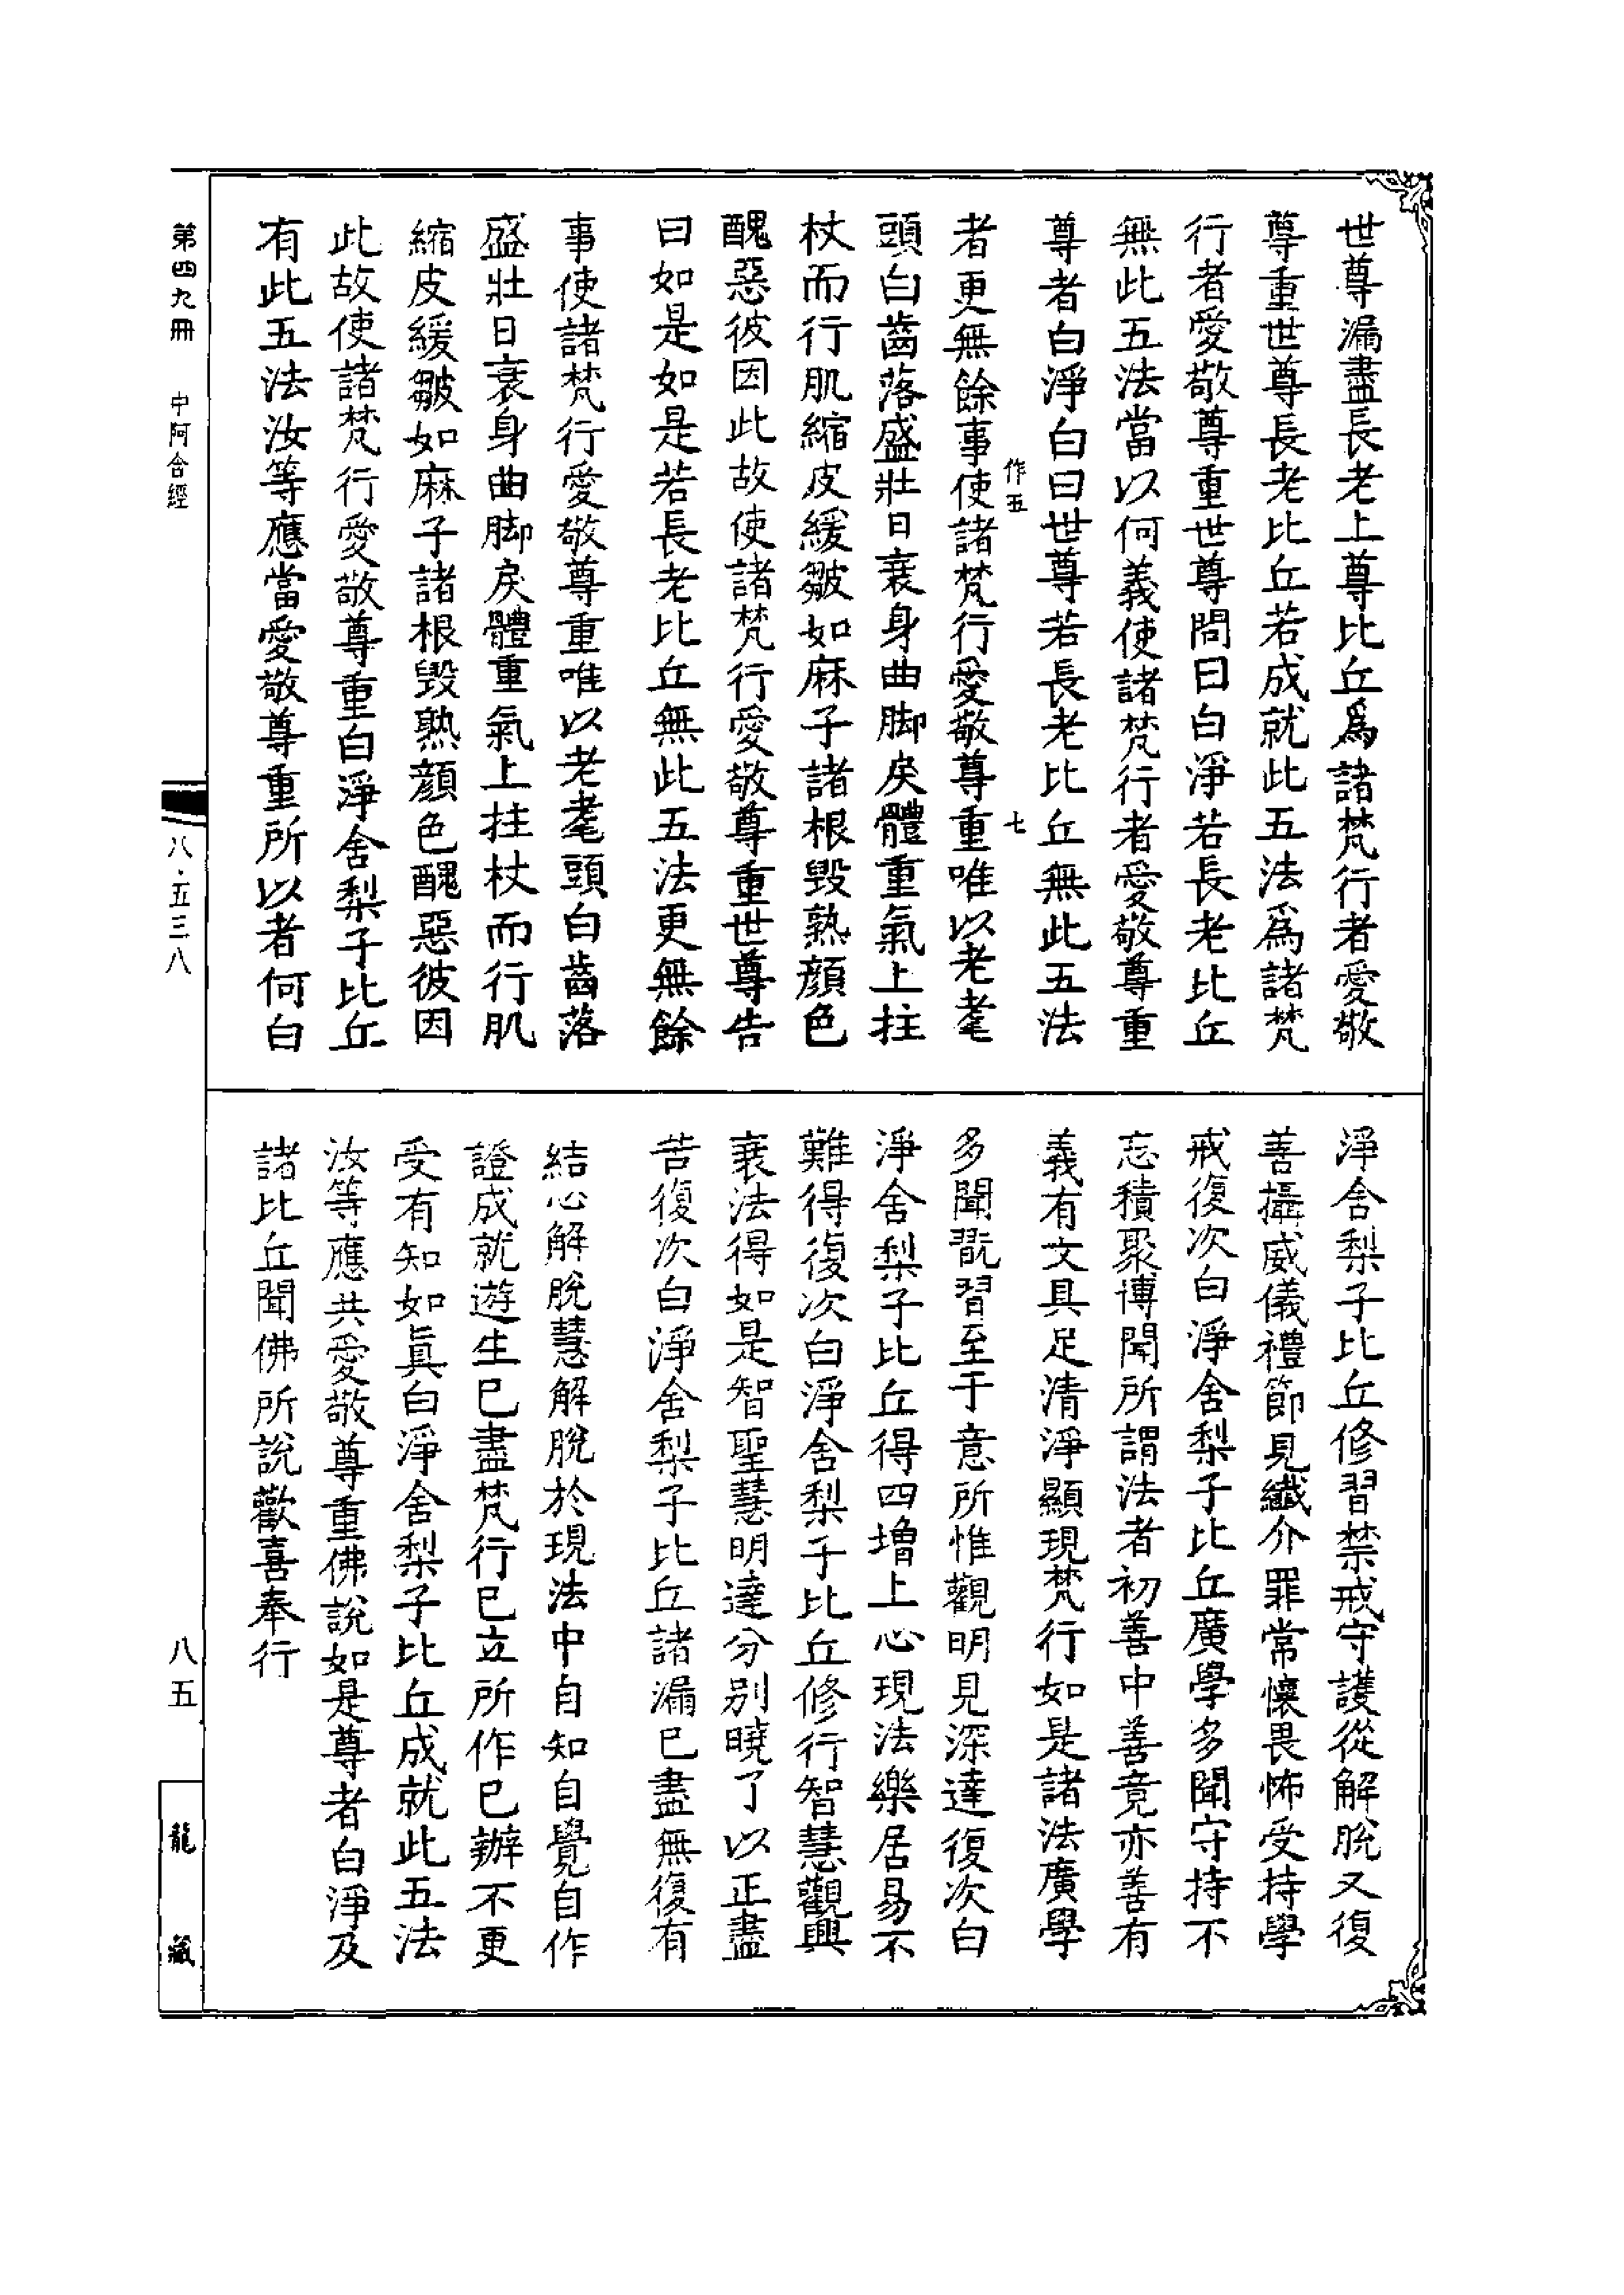 世尊漏盡長老上尊比丘爲諸梵行者愛敬
尊重世尊長老比丘若成就此五法爲諸梵
行者愛敬尊重世尊問曰白淨若長老比丘
無此五法當以何義使諸梵行者愛敬尊重
尊者白淨白曰世尊若長老比丘無此五法
作五
七
者更無餘事使諸梵行愛敬尊重唯以老耄
頭白齒落盛壯日衰身曲脚戾體重氣上拄
杖而行肌縮皮緩皺如麻子諸根毀熟顔色
醜惡彼因此故使諸梵行愛敬尊重世尊告
曰如是如是若長老比丘無此五法更無餘
事使諸梵行愛敬尊重唯以老耄頭白齒落
盛壯日衰身曲脚戾體重氣上拄杖而行肌
縮皮緩皺如麻子諸根毀熟顔色醜惡彼因
此故使諸梵行愛敬尊重白淨舍梨子比丘
有此五法汝等應當愛敬尊重所以者何白
淨舍梨子比丘修習禁戒守護從解脫又復
善攝威儀禮節見纖介罪常懷畏怖受持學
戒復次白淨舍梨子比丘廣學多聞守持不
忘積聚博聞所謂法者初善中善竟亦善有
義有文具足清淨顯現梵行如是諸法廣學
多聞翫習至于意所惟觀明見深達復次白
淨舍梨子比丘得四增上心現法樂居易不
難得復次白淨舍梨子比丘修行智慧觀興
衰法得如是智聖慧明達分別曉了以正盡
苦復次白淨舍梨子比丘諸漏已盡無復有
結心解脫慧解脫於現法中自知自覺自作
證成就遊生已盡梵行已立所作已辦不更
受有知如眞白淨舍梨子比丘成就此五法
汝等應共愛敬尊重佛說如是尊者白淨及
諸比丘聞佛所說歡喜奉行
第四九冊 中阿含經
八·五三八
八五
龍藏